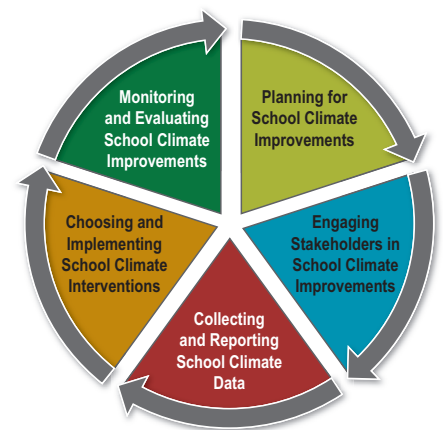 Monitoring
and Evaluating
School Climate
Improvements
Planning for
School Climate
Improvements
Engaging
Stakeholders in
School Climate
Improvements
Collecting
and Reporting
School Climate
Data
Choosing and
Implementing
School Climate
Interventions